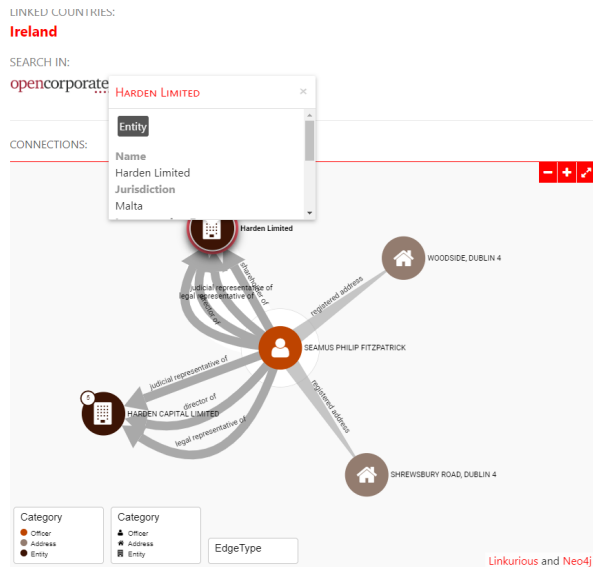 LINKED COUNTRIES:
Ireland
SEARCH IN:
opencorporate
HARDEN LIMITED ×
Entity
Name
Harden Limited
Jurisdiction
Malta
CONNECTIONS:
Harden Limited
shareholder of
judicial representative of
legal representative of
director of
WOODSIDE, DUBLIN 4
registered address
SEAMUS PHILIP FITZPATRICK
judicial representative of
5
director of
HARDEN CAPITAL LIMITED
legal representative of
registered address
SHREWSBURY ROAD, DUBLIN 4
Category
Officer
Address
Entity
Category
Officer
Address
Entity
EdgeType
Linkurious and Neo4j